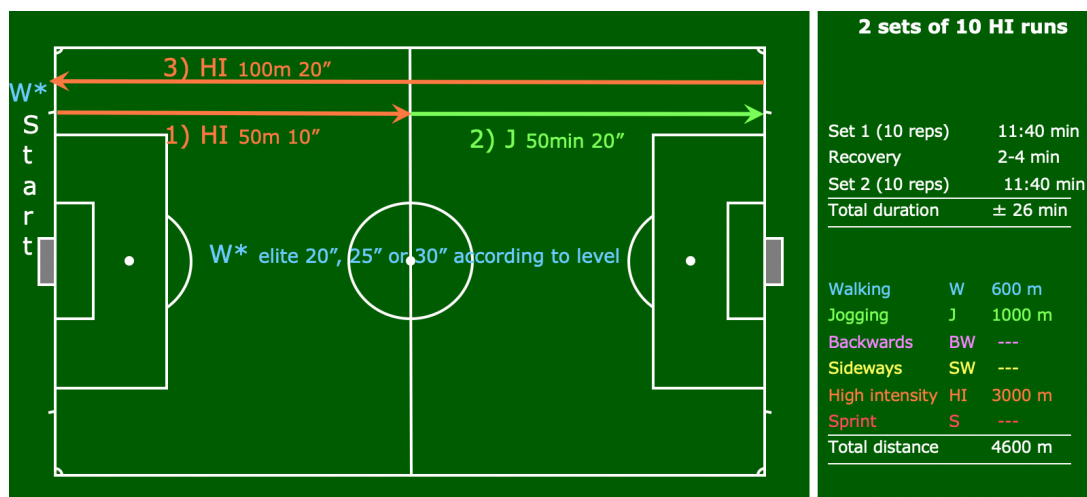 2 sets of 10 HI runs
3) HI 100m 20”
W*
Start
1) HI 50m 10”
2) J 50min 20”
W* elite 20”, 25” or 30” according to level
Set 1 (10 reps) 11:40 min
Recovery 2-4 min
Set 2 (10 reps) 11:40 min
Total duration ± 26 min
Walking W 600 m
Jogging J 1000 m
Backwards BW ---
Sideways SW ---
High intensity HI 3000 m
Sprint S ---
Total distance 4600 m